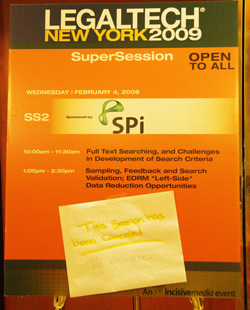 LEGALTECH®
NEW YORK 2009
SuperSession
OPEN
TO ALL
WEDNESDAY | FEBRUARY 4, 2009
SS2
Sponsored by:
SPi
10:00am - 11:30am Full Text Searching, and Challenges
in Development of Search Criteria
1:00pm - 2:30pm Sampling, Feedback and Search
Validation; EDRM "Left-Side"
Data Reduction Opportunities
This Session has
been Canceled
An incisivemedia event